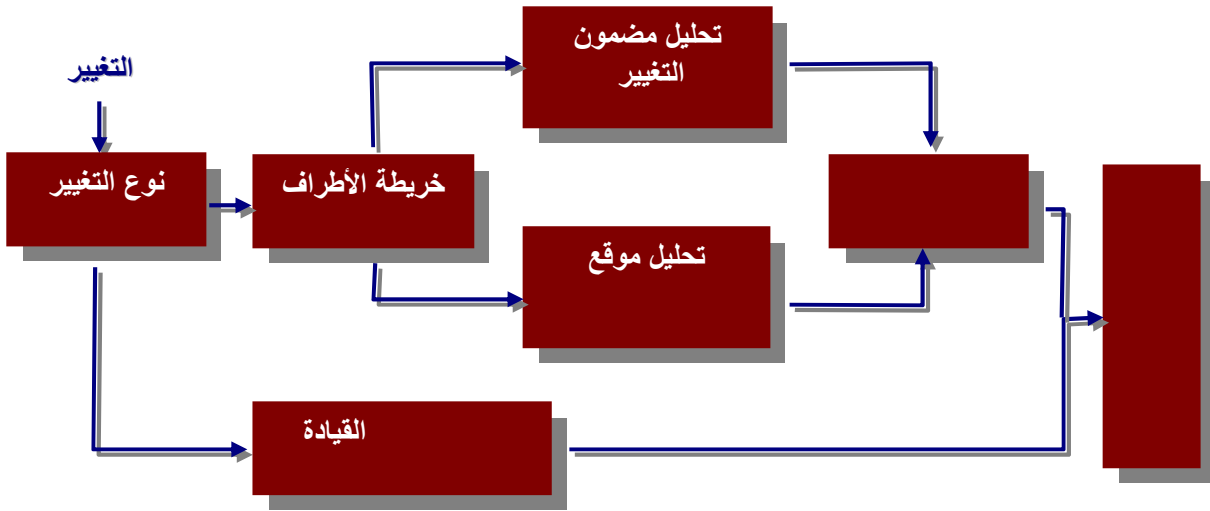 التغيير
نوع التغيير
خريطة الأطراف
تحليل مضمون
التغيير
تحليل موقع
القيادة